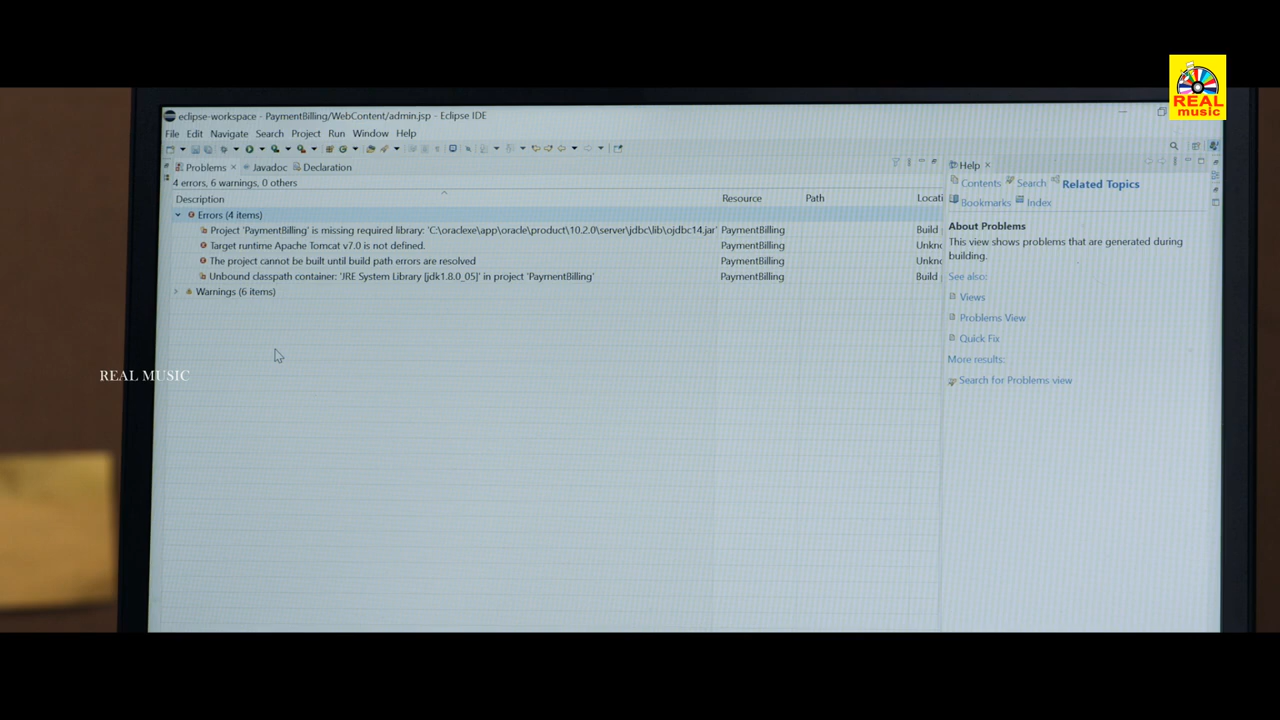 REAL
music
eclipse-workspace - PaymentBilling/WebContent/admin.jsp - Eclipse IDE
File Edit Navigate Search Project Run Window Help
Problems × Javadoc Declaration
4 errors, 6 warnings, 0 others
Description Resource Path Locati
Errors (4 items)
Project 'PaymentBilling' is missing required library: 'C:\oraclexe\app\oracle\product\10.2.0\server\jdbc\lib\ojdbc14.jar' PaymentBilling Build
Target runtime Apache Tomcat v7.0 is not defined. PaymentBilling Unkno
The project cannot be built until build path errors are resolved PaymentBilling Unkno
Unbound classpath container: 'JRE System Library [jdk1.8.0_05]' in project 'PaymentBilling' PaymentBilling Build
Warnings (6 items)
Help ×
Contents Search Related Topics
Bookmarks Index
About Problems
This view shows problems that are generated during
building.
See also:
Views
Problems View
Quick Fix
More results:
Search for Problems view
REAL MUSIC